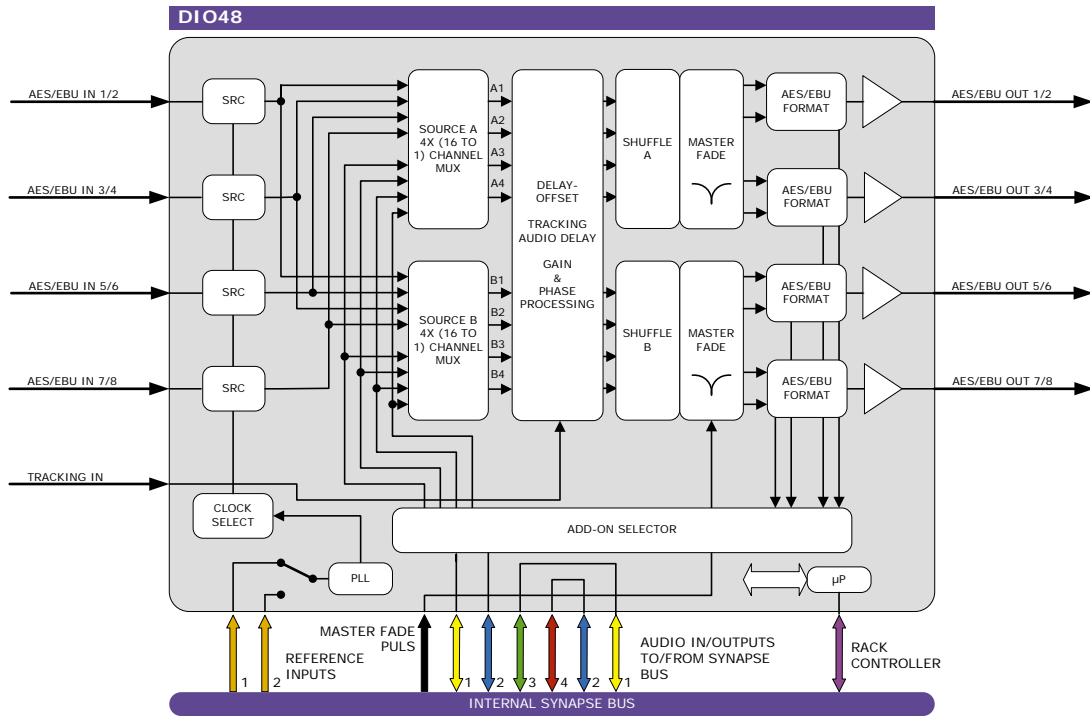 DIO48
AES/EBU IN 1/2
AES/EBU IN 3/4
AES/EBU IN 5/6
AES/EBU IN 7/8
TRACKING IN
SRC
SRC
SRC
SRC
CLOCK
SELECT
PLL
SOURCE A
4X (16 TO
1) CHANNEL
MUX
A1
A2
A3
A4
SOURCE B
4X (16 TO
1) CHANNEL
MUX
B1
B2
B3
B4
DELAY-
OFFSET
TRACKING
AUDIO DELAY
GAIN
&
PHASE
PROCESSING
SHUFFLE
A
MASTER
FADE
SHUFFLE
B
MASTER
FADE
AES/EBU
FORMAT
AES/EBU
FORMAT
AES/EBU
FORMAT
AES/EBU
FORMAT
AES/EBU OUT 1/2
AES/EBU OUT 3/4
AES/EBU OUT 5/6
AES/EBU OUT 7/8
ADD-ON SELECTOR
µP
REFERENCE
INPUTS
1
2
MASTER FADE
PULS
1
2
3
4
2
1
AUDIO IN/OUTPUTS
TO/FROM SYNAPSE
BUS
RACK
CONTROLLER
INTERNAL SYNAPSE BUS